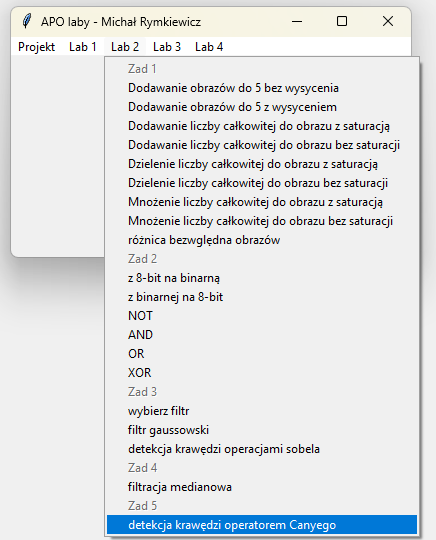 APO laby - Michał Rymkiewicz
Projekt Lab 1 Lab 2 Lab 3 Lab 4
Zad 1
Dodawanie obrazów do 5 bez wysycenia
Dodawanie obrazów do 5 z wysyceniem
Dodawanie liczby całkowitej do obrazu z saturacją
Dodawanie liczby całkowitej do obrazu bez saturacji
Dzielenie liczby całkowitej do obrazu z saturacją
Dzielenie liczby całkowitej do obrazu bez saturacji
Mnożenie liczby całkowitej do obrazu z saturacją
Mnożenie liczby całkowitej do obrazu bez saturacji
różnica bezwględna obrazów
Zad 2
z 8-bit na binarną
z binarnej na 8-bit
NOT
AND
OR
XOR
Zad 3
wybierz filtr
filtr gaussowski
detekcja krawędzi operacjami sobela
Zad 4
filtracja medianowa
Zad 5
detekcja krawędzi operatorem Canyego